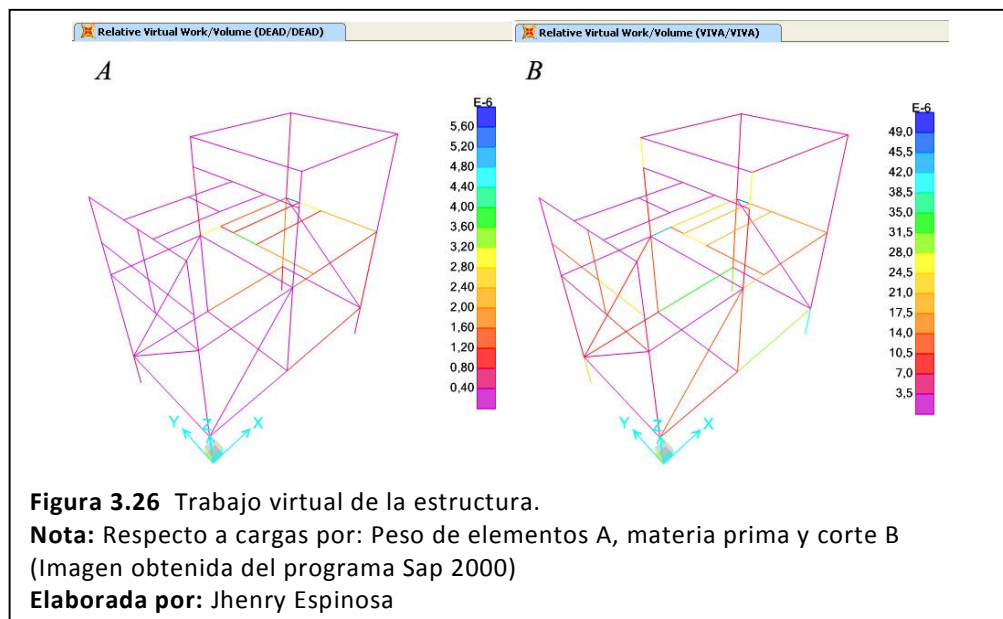 Relative Virtual Work/Volume (DEAD/DEAD)
Relative Virtual Work/Volume (VIVA/VIVA)
A
B
E-6
5,60
5,20
4,80
4,40
4,00
3,60
3,20
2,80
2,40
2,00
1,60
1,20
0,80
0,40
E-6
49,0
45,5
42,0
38,5
35,0
31,5
28,0
24,5
21,0
17,5
14,0
10,5
7,0
3,5
Y Z X
Y Z X
Figura 3.26 Trabajo virtual de la estructura.
Nota: Respecto a cargas por: Peso de elementos A, materia prima y corte B
(Imagen obtenida del programa Sap 2000)
Elaborada por: Jhenry Espinosa